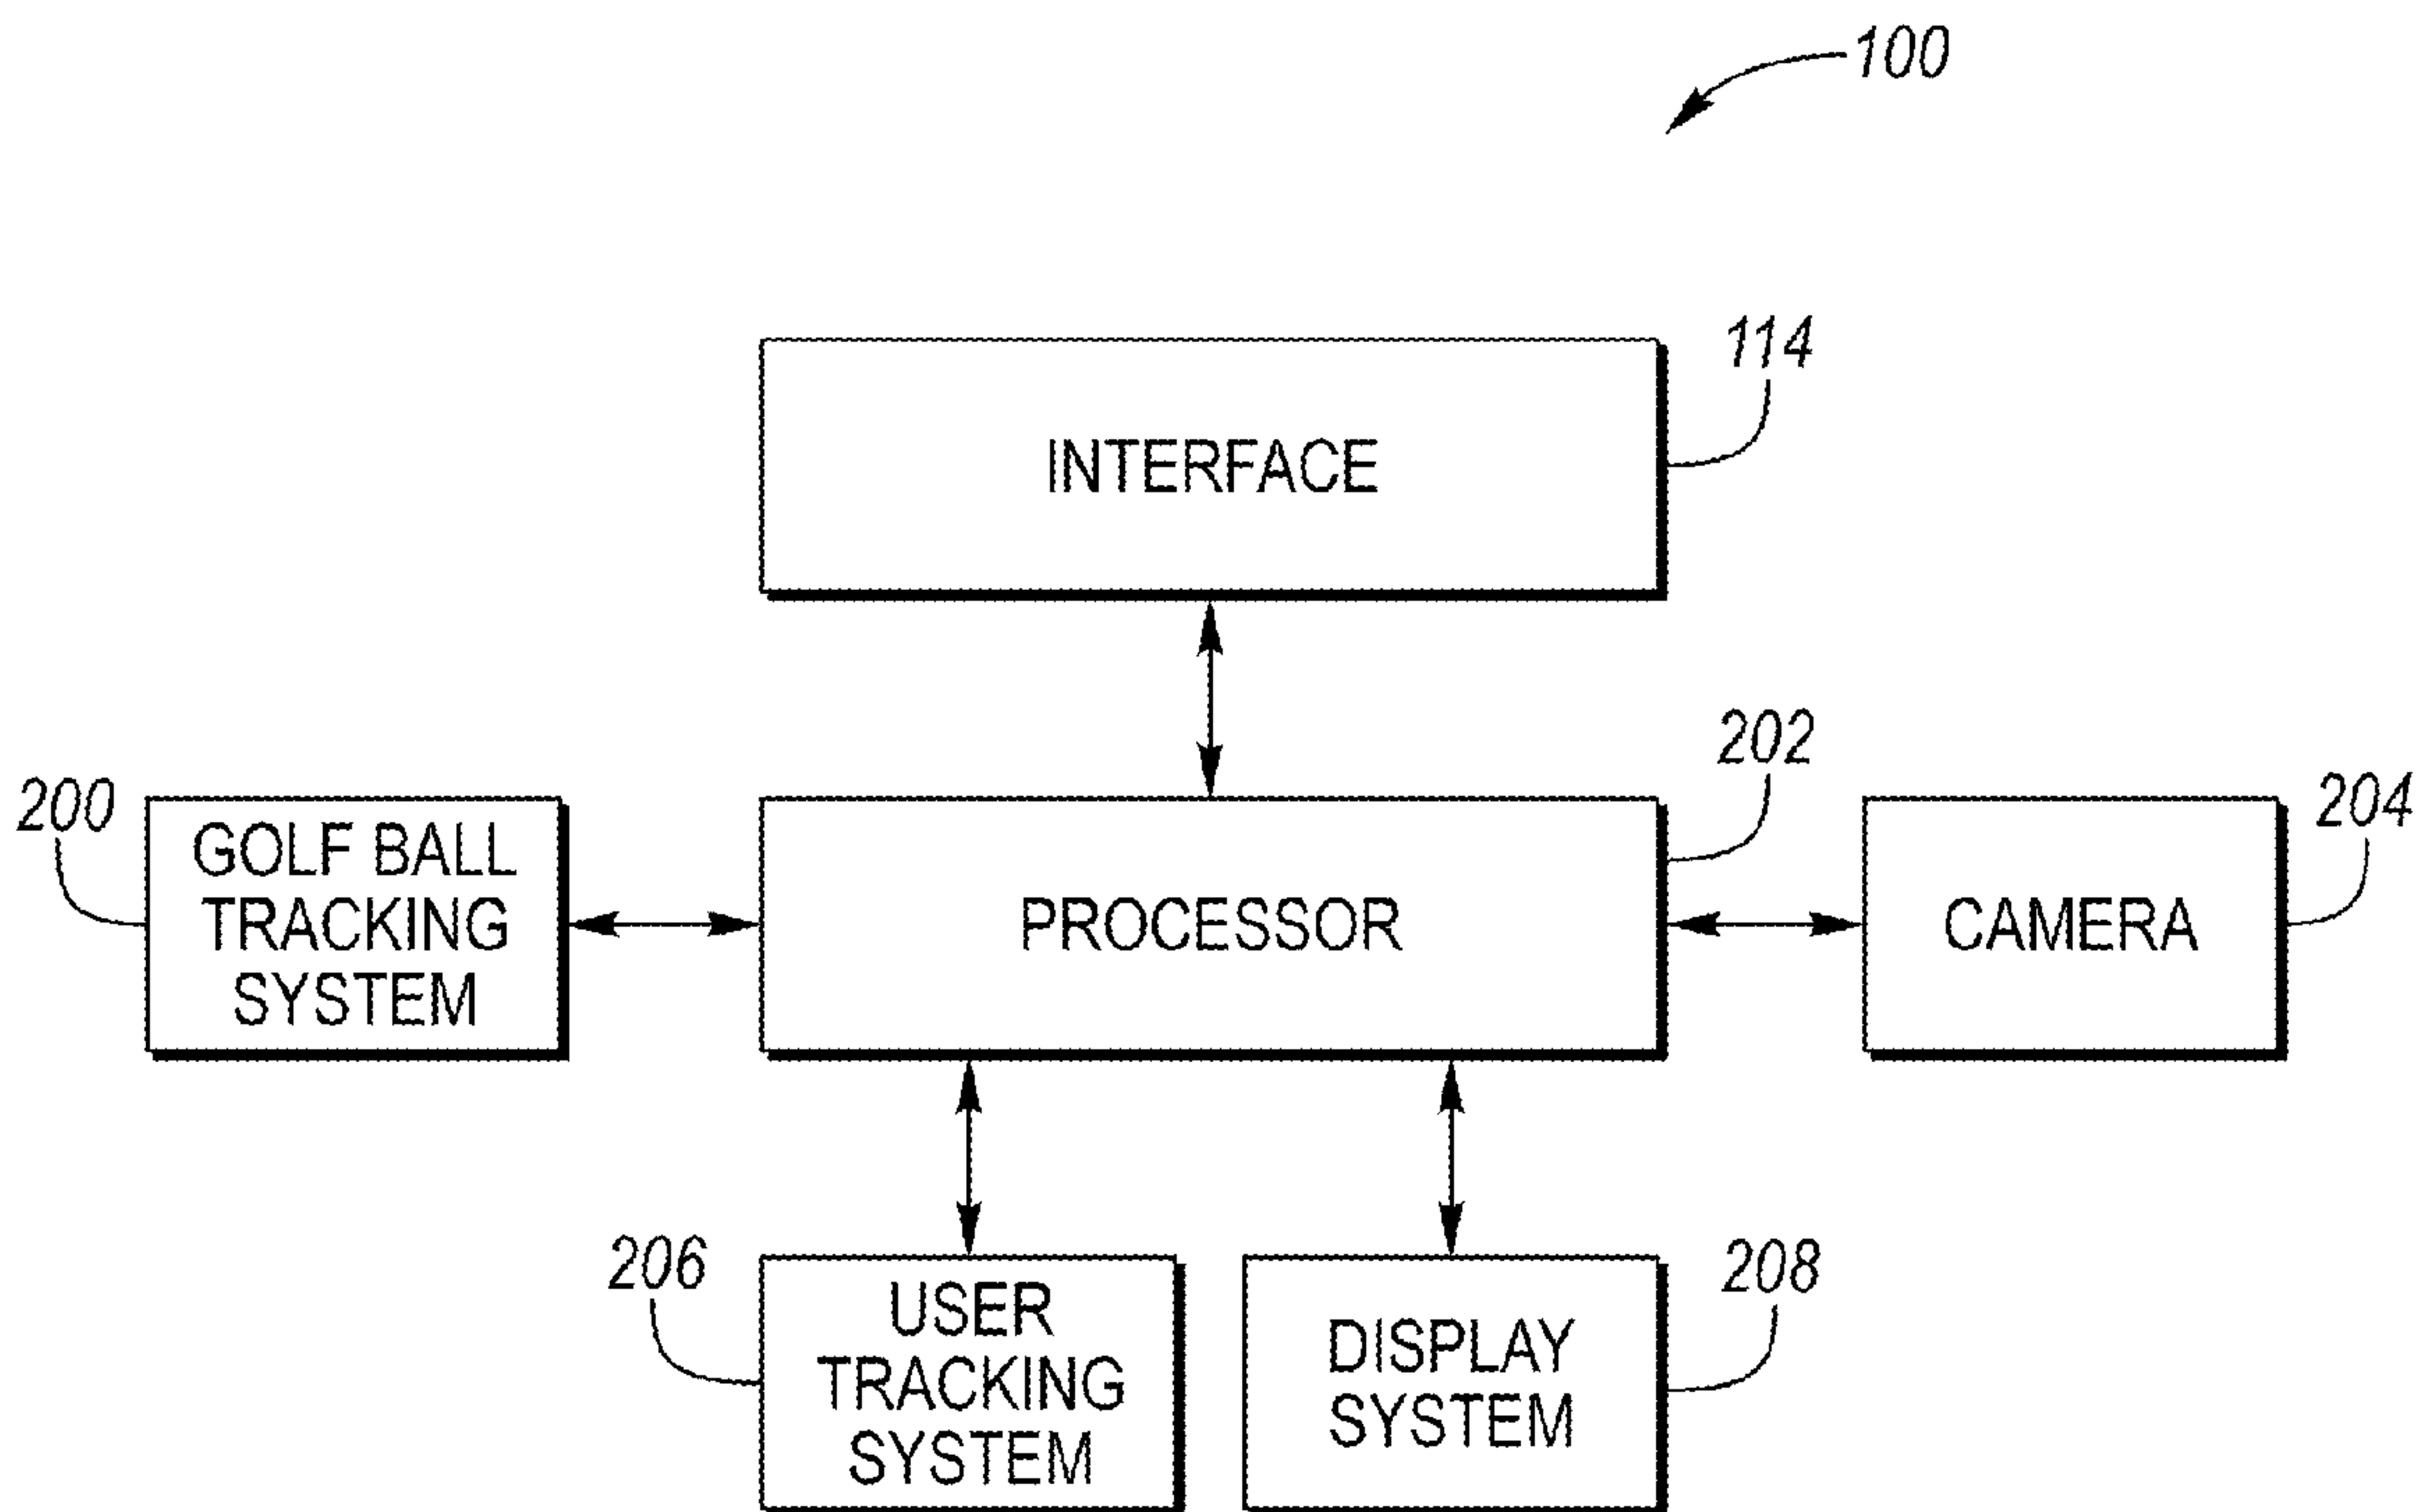 100
114
INTERFACE
202
200
204
GOLF BALL
TRACKING
SYSTEM
PROCESSOR
CAMERA
206
208
USER
TRACKING
SYSTEM
DISPLAY
SYSTEM